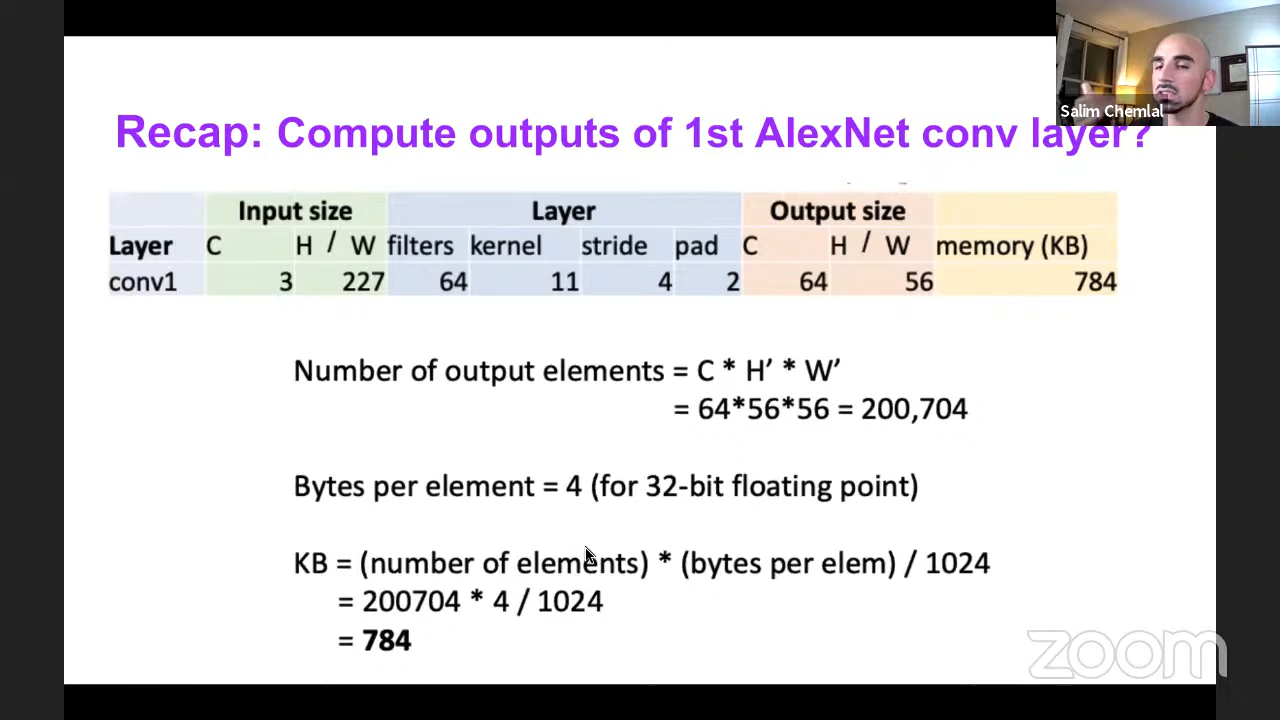 Salim Chemlal
Recap: Compute outputs of 1st AlexNet conv layer?
Input size Layer Output size
Layer C H / W filters kernel stride pad C H / W memory (KB)
conv1 3 227 64 11 4 2 64 56 784
Number of output elements = C * H’ * W’
= 64*56*56 = 200,704
Bytes per element = 4 (for 32-bit floating point)
KB = (number of elements) * (bytes per elem) / 1024
= 200704 * 4 / 1024
= 784
zoom